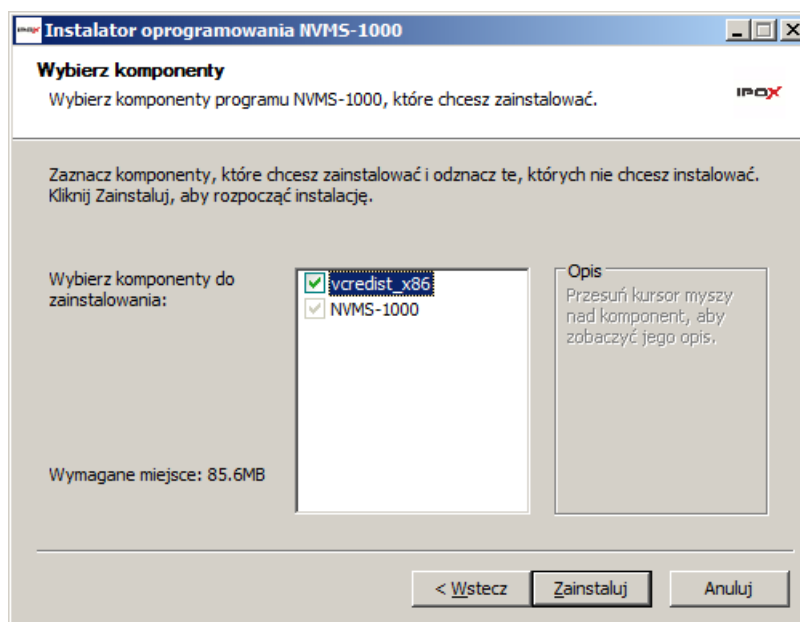 Instalator oprogramowania NVMS-1000
Wybierz komponenty
Wybierz komponenty programu NVMS-1000, które chcesz zainstalować.
IPOX
Zaznacz komponenty, które chcesz zainstalować i odznacz te, których nie chcesz instalować.
Kliknij Zainstaluj, aby rozpocząć instalację.
Wybierz komponenty do
zainstalowania:
vcredist_x86
NVMS-1000
Opis
Przesuń kursor myszy
nad komponent, aby
zobaczyć jego opis.
Wymagane miejsce: 85.6MB
< Wstecz
Zainstaluj
Anuluj